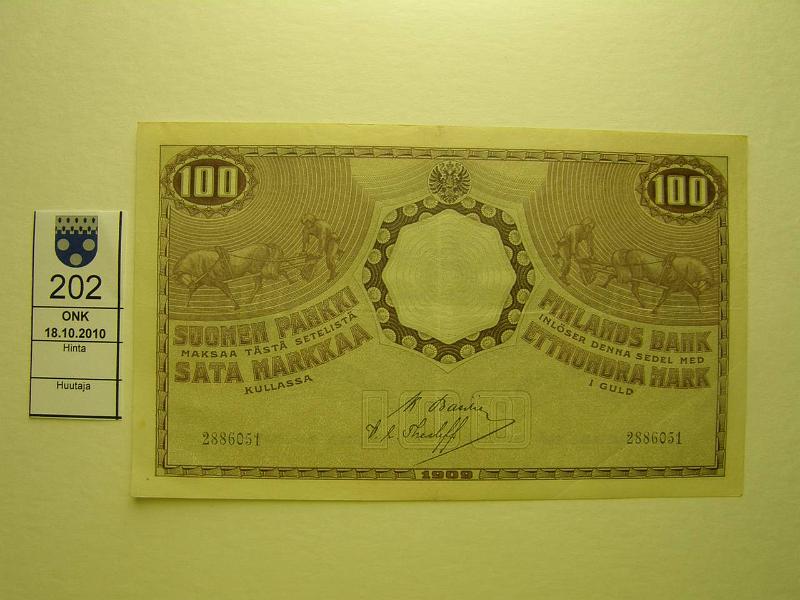 202
ONK
18.10.2010
Hinta
Huutaja
100
100
SUOMEN PANKKI
MAKSAA TÄSTÄ SETELISTÄ
SATA MARKKAA
KULLASSA
FINLANDS BANK
INLÖSER DENNA SEDEL MED
ETTHUNDRA MARK
I GULD
100
2886051
2886051
1909